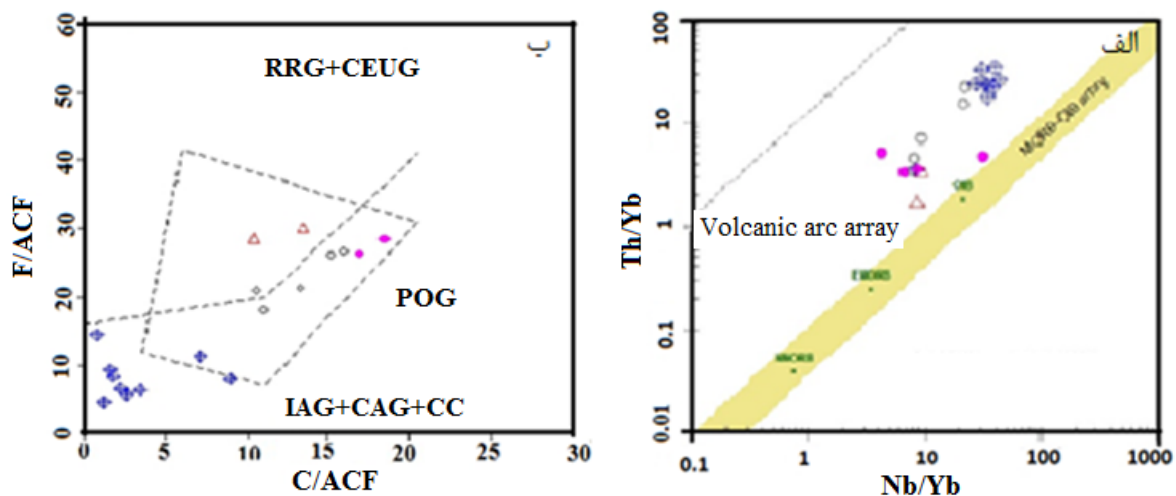 ب
60
50
40
30
20
10
0
F/ACF
RRG+CEUG
POG
IAG+CAG+CC
0 5 10 15 20 25 30
C/ACF
الف
100
10
1
0.1
0.01
Th/Yb
MORB-OIB array
Volcanic arc array
EMORB
NMORB
0.1 1 10 100 1000
Nb/Yb